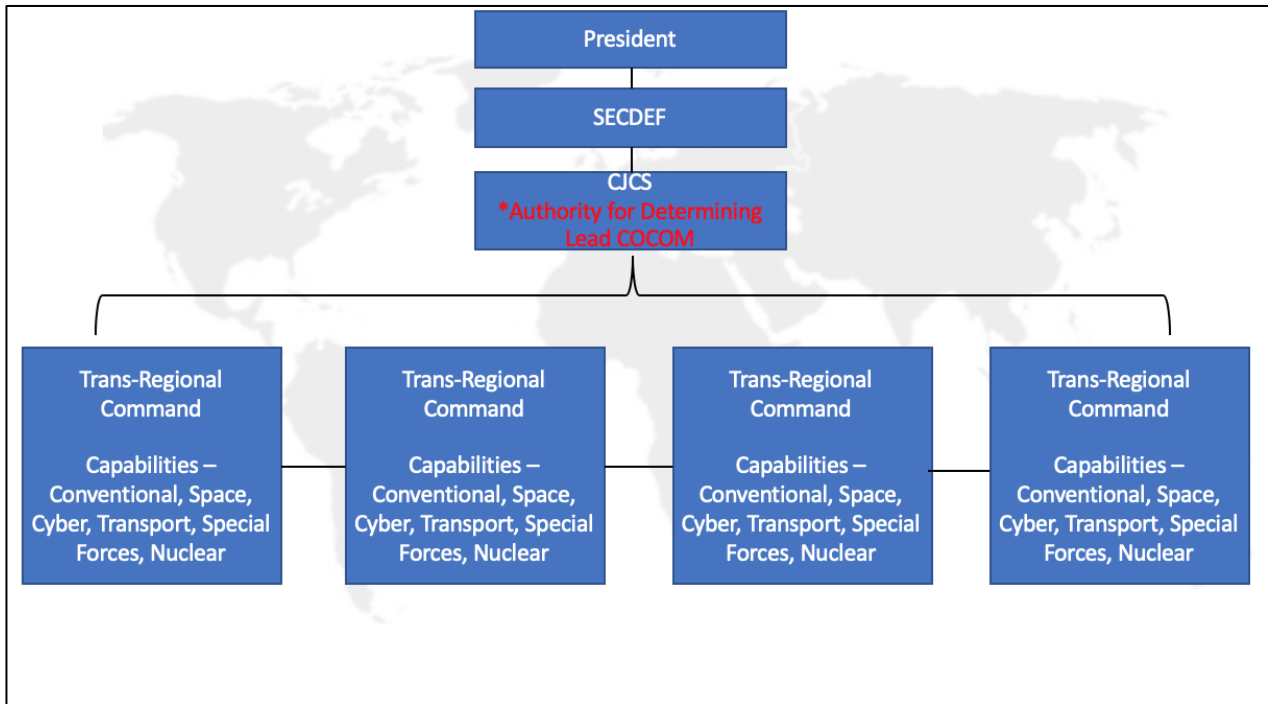 President
SECDEF
CJCS
*Authority for Determining
Lead COCOM
Trans-Regional
Command
Capabilities –
Conventional, Space,
Cyber, Transport, Special
Forces, Nuclear
Trans-Regional
Command
Capabilities –
Conventional, Space,
Cyber, Transport, Special
Forces, Nuclear
Trans-Regional
Command
Capabilities –
Conventional, Space,
Cyber, Transport, Special
Forces, Nuclear
Trans-Regional
Command
Capabilities –
Conventional, Space,
Cyber, Transport, Special
Forces, Nuclear